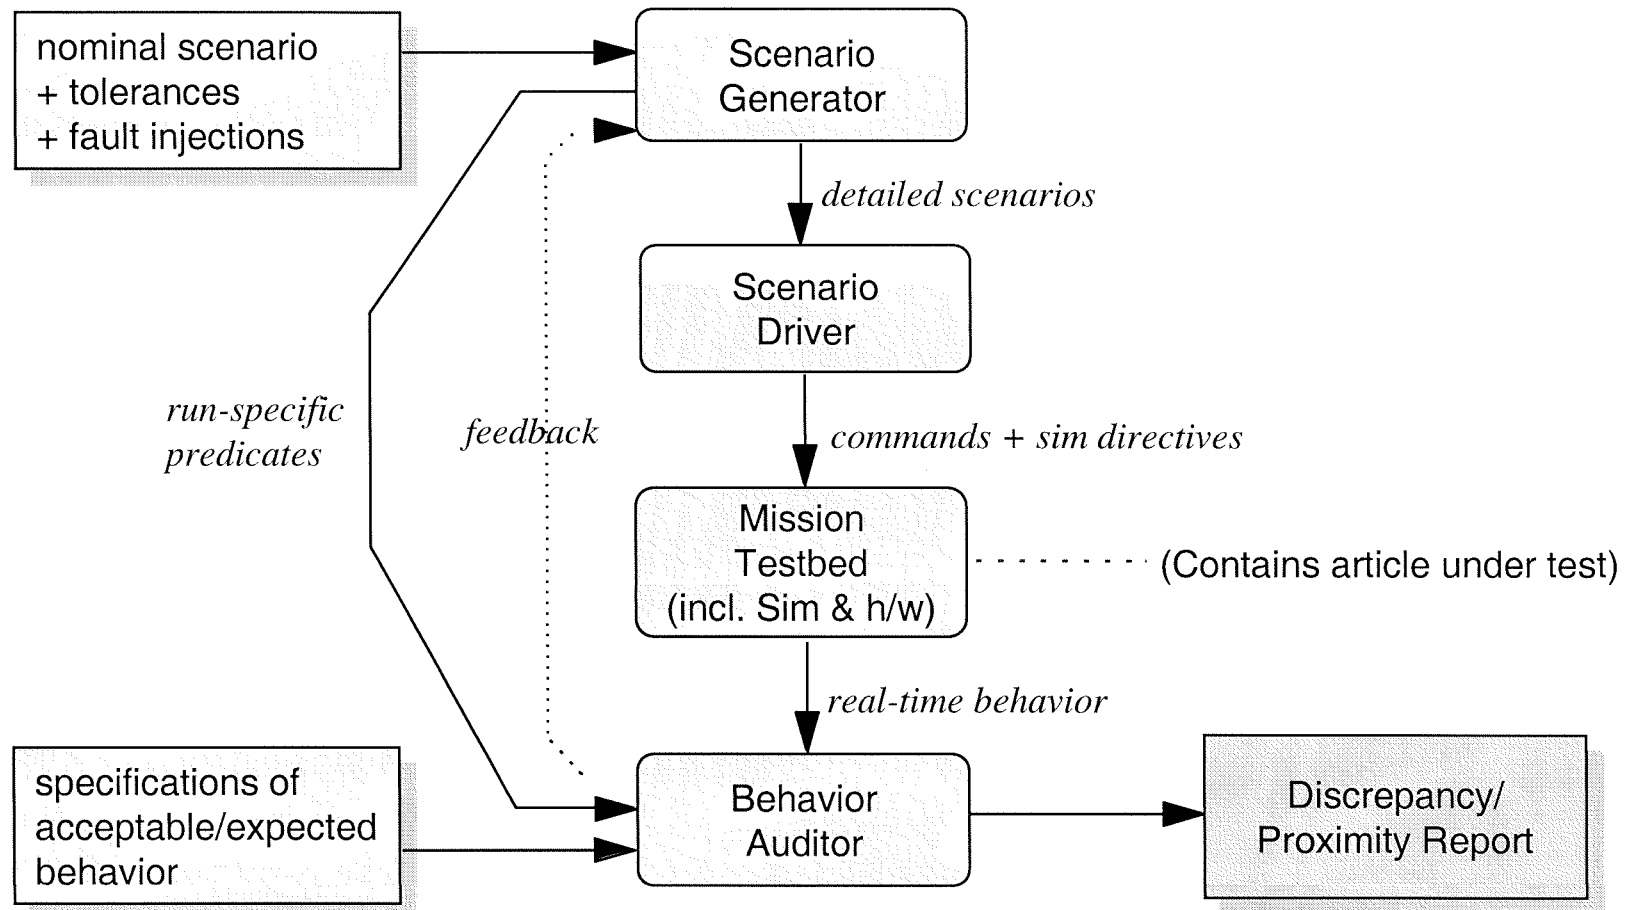 nominal scenario
+ tolerances
+ fault injections
Scenario
Generator
detailed scenarios
Scenario
Driver
run-specific
predicates
feedback
commands + sim directives
Mission
Testbed
(incl. Sim & h/w)
(Contains article under test)
real-time behavior
specifications of
acceptable/expected
behavior
Behavior
Auditor
Discrepancy/
Proximity Report